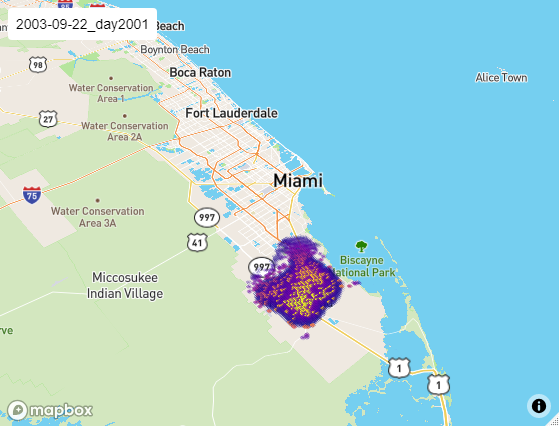 2003-09-22_day2001
95
Beach
Boynton Beach
98
Boca Raton
Alice Town
Water Conservation
Area 1
27
Fort Lauderdale
Water Conservation
Area 2A
Miami
75
Water Conservation
Area 3A
997
41
997
Biscayne
National Park
Miccosukee
Indian Village
rve
1
1
mapbox
i